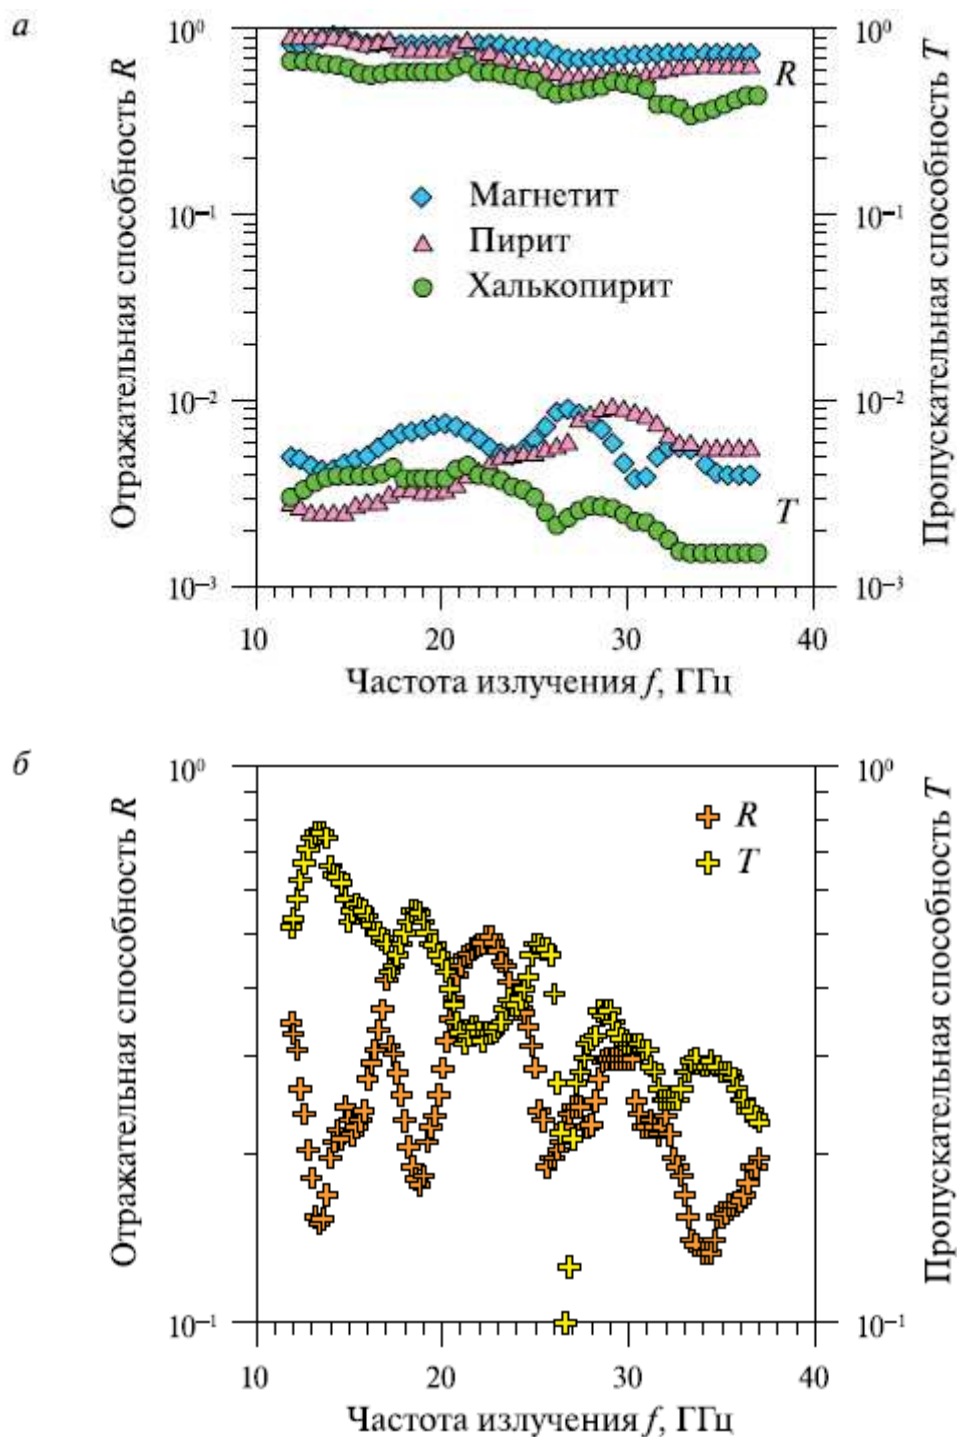 а
Отражательная способность R
Пропускательная способность T
10⁰
10⁻¹
10⁻²
10⁻³
10⁰
10⁻¹
10⁻²
10⁻³
R
Магнетит
Пирит
Халькопирит
T
10
20
30
40
Частота излучения f, ГГц
б
Отражательная способность R
Пропускательная способность T
10⁰
10⁻¹
10⁰
10⁻¹
R
T
10
20
30
40
Частота излучения f, ГГц